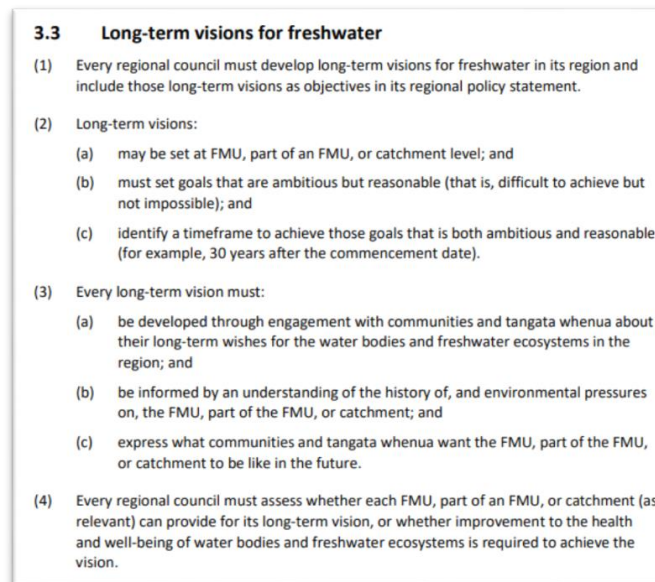 3.3 Long-term visions for freshwater
(1) Every regional council must develop long-term visions for freshwater in its region and
include those long-term visions as objectives in its regional policy statement.
(2) Long-term visions:
(a) may be set at FMU, part of an FMU, or catchment level; and
(b) must set goals that are ambitious but reasonable (that is, difficult to achieve but
not impossible); and
(c) identify a timeframe to achieve those goals that is both ambitious and reasonable
(for example, 30 years after the commencement date).
(3) Every long-term vision must:
(a) be developed through engagement with communities and tangata whenua about
their long-term wishes for the water bodies and freshwater ecosystems in the
region; and
(b) be informed by an understanding of the history of, and environmental pressures
on, the FMU, part of the FMU, or catchment; and
(c) express what communities and tangata whenua want the FMU, part of the FMU,
or catchment to be like in the future.
(4) Every regional council must assess whether each FMU, part of an FMU, or catchment (as
relevant) can provide for its long-term vision, or whether improvement to the health
and well-being of water bodies and freshwater ecosystems is required to achieve the
vision.